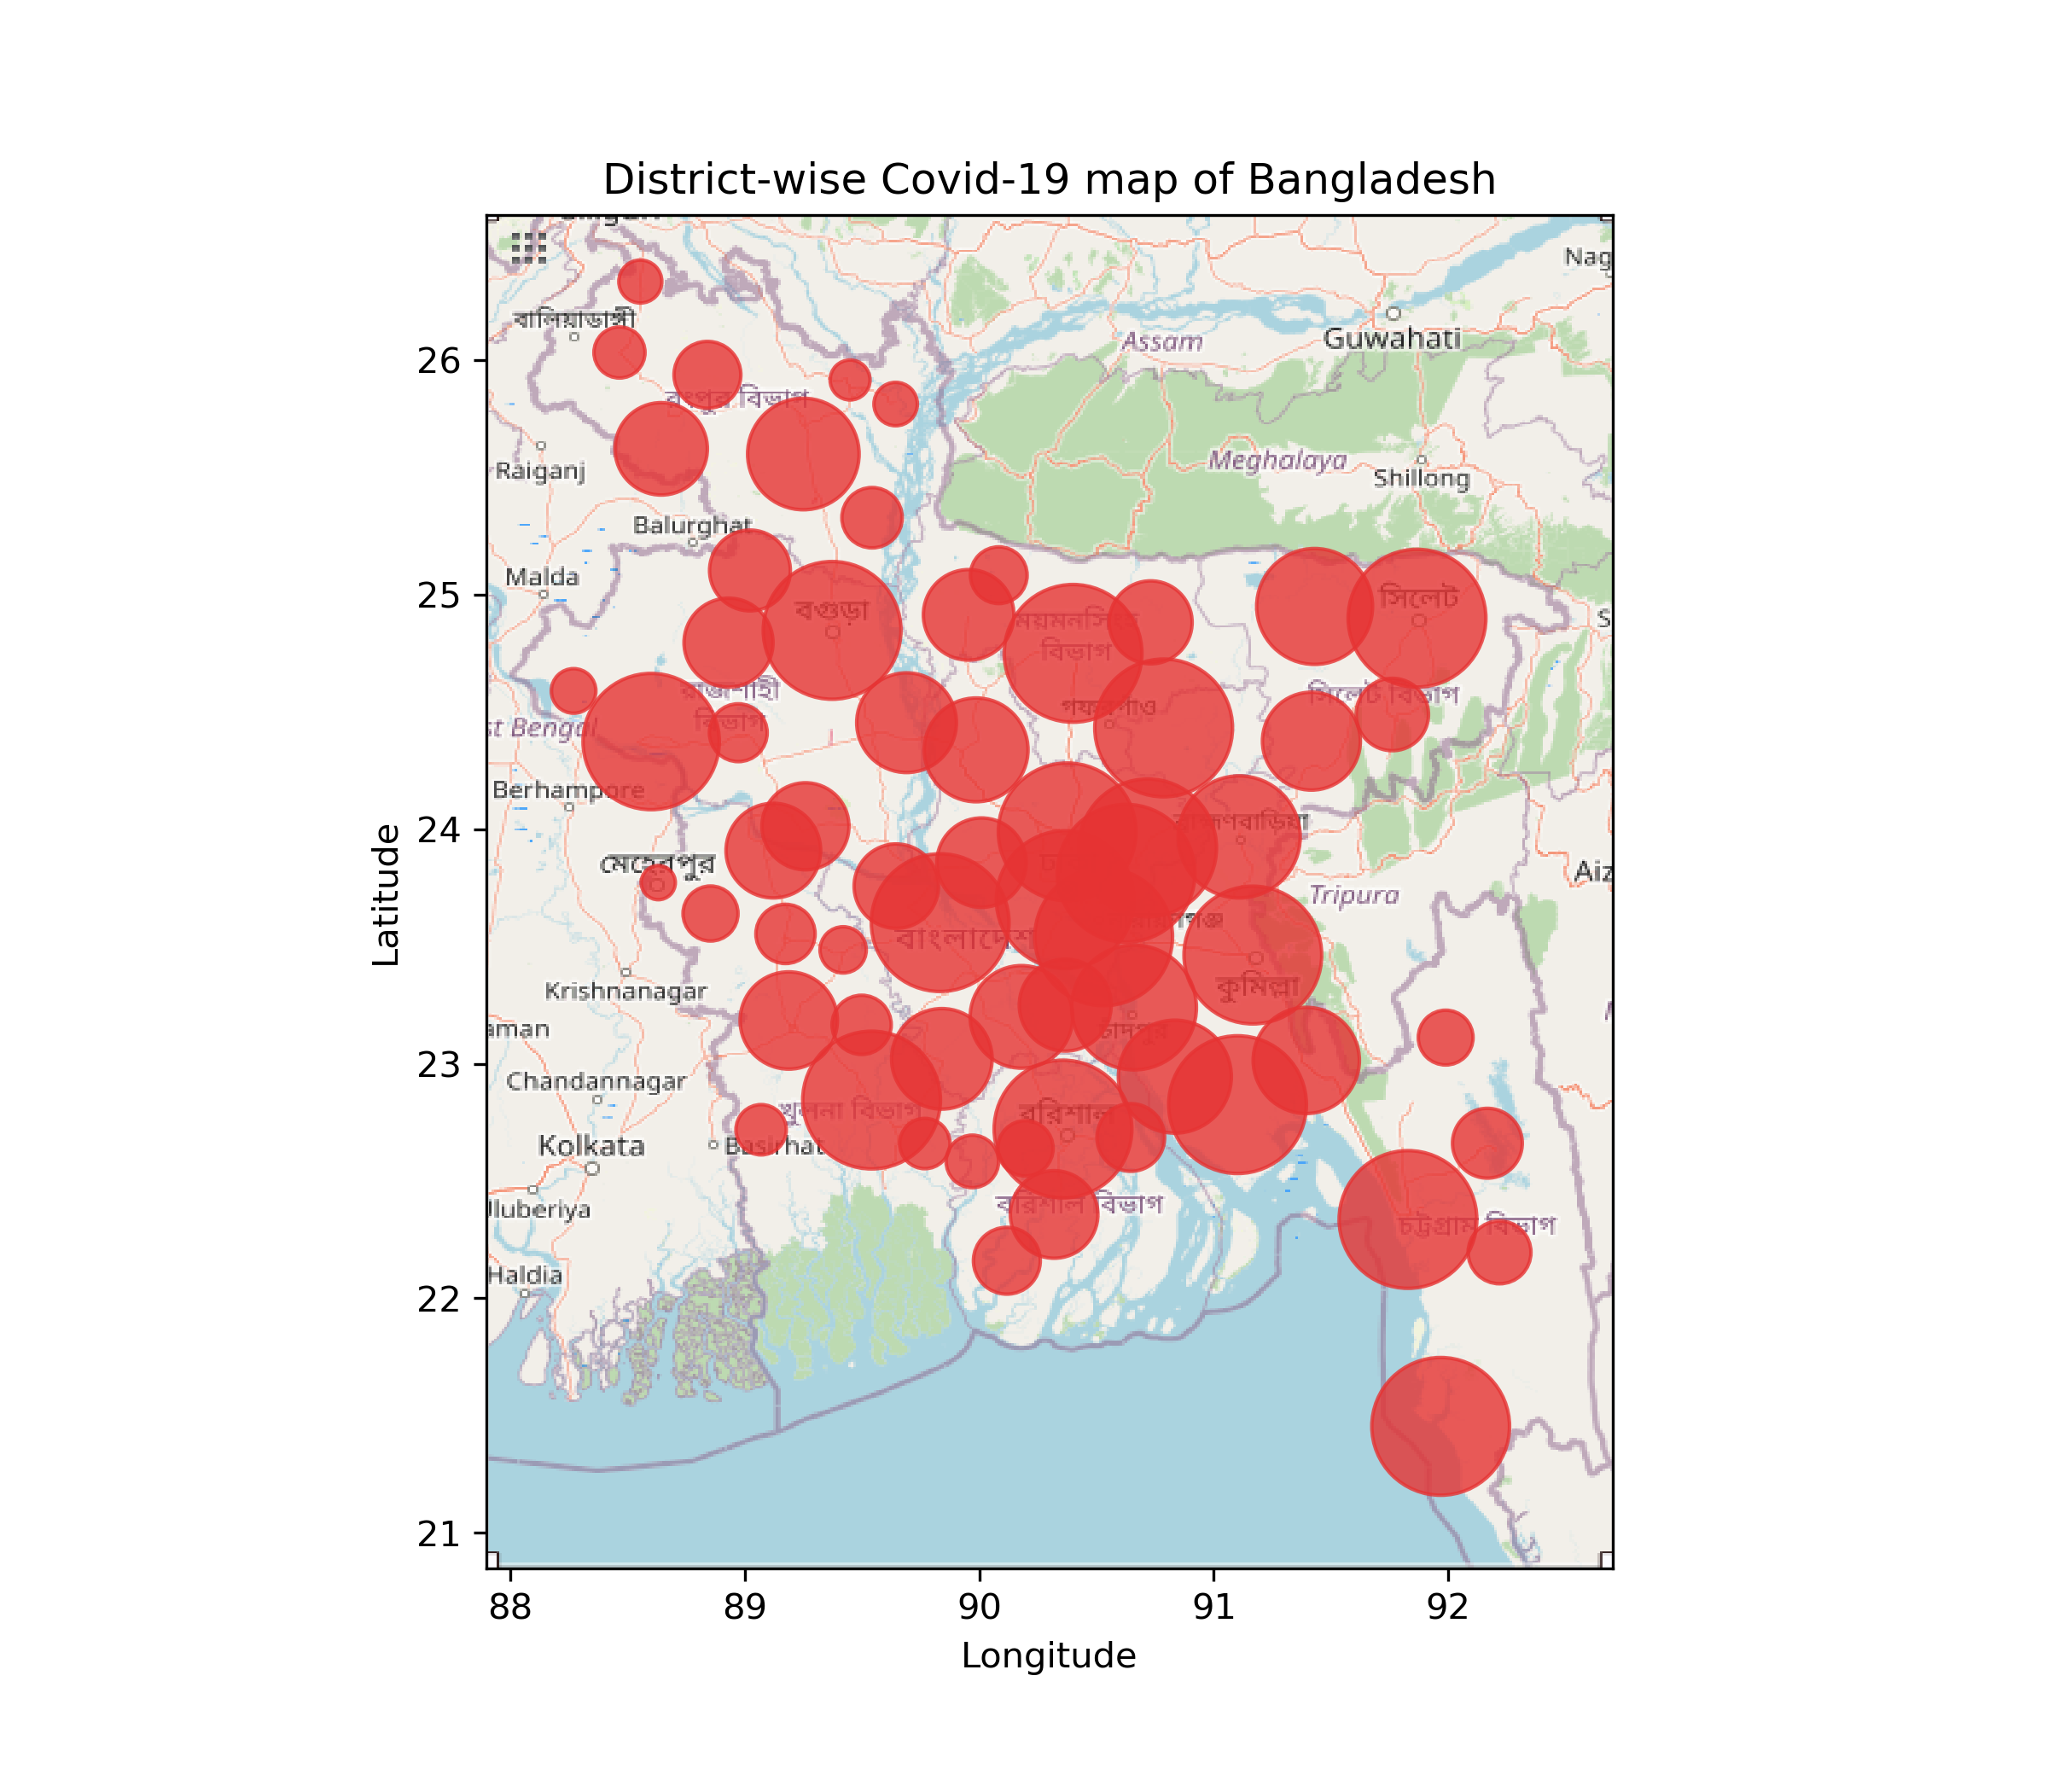 District-wise Covid-19 map of Bangladesh
Nag
বালিয়াডাঙ্গী
Guwahati
Assam
26
রংপুর বিভাগ
Meghalaya
Raiganj
Shillong
Balurghat
Malda
25
বগুড়া
সিলেট
ময়মনসিংহ
বিভাগ
রাজশাহী
বিভাগ
সিলেট বিভাগ
গফরগাঁও
st Bengal
Berhampore
24
ব্রাহ্মণবাড়িয়া
মেহেরপুর
Aiz
Tripura
Latitude
বাংলাদেশ
কুমিল্লা
Krishnanagar
aman
চাঁদপুর
23
Chandannagar
খুলনা বিভাগ
বরিশাল
Kolkata
Basirhat
বরিশাল বিভাগ
Uluberiya
চট্টগ্রাম বিভাগ
Haldia
22
21
88 89 90 91 92
Longitude